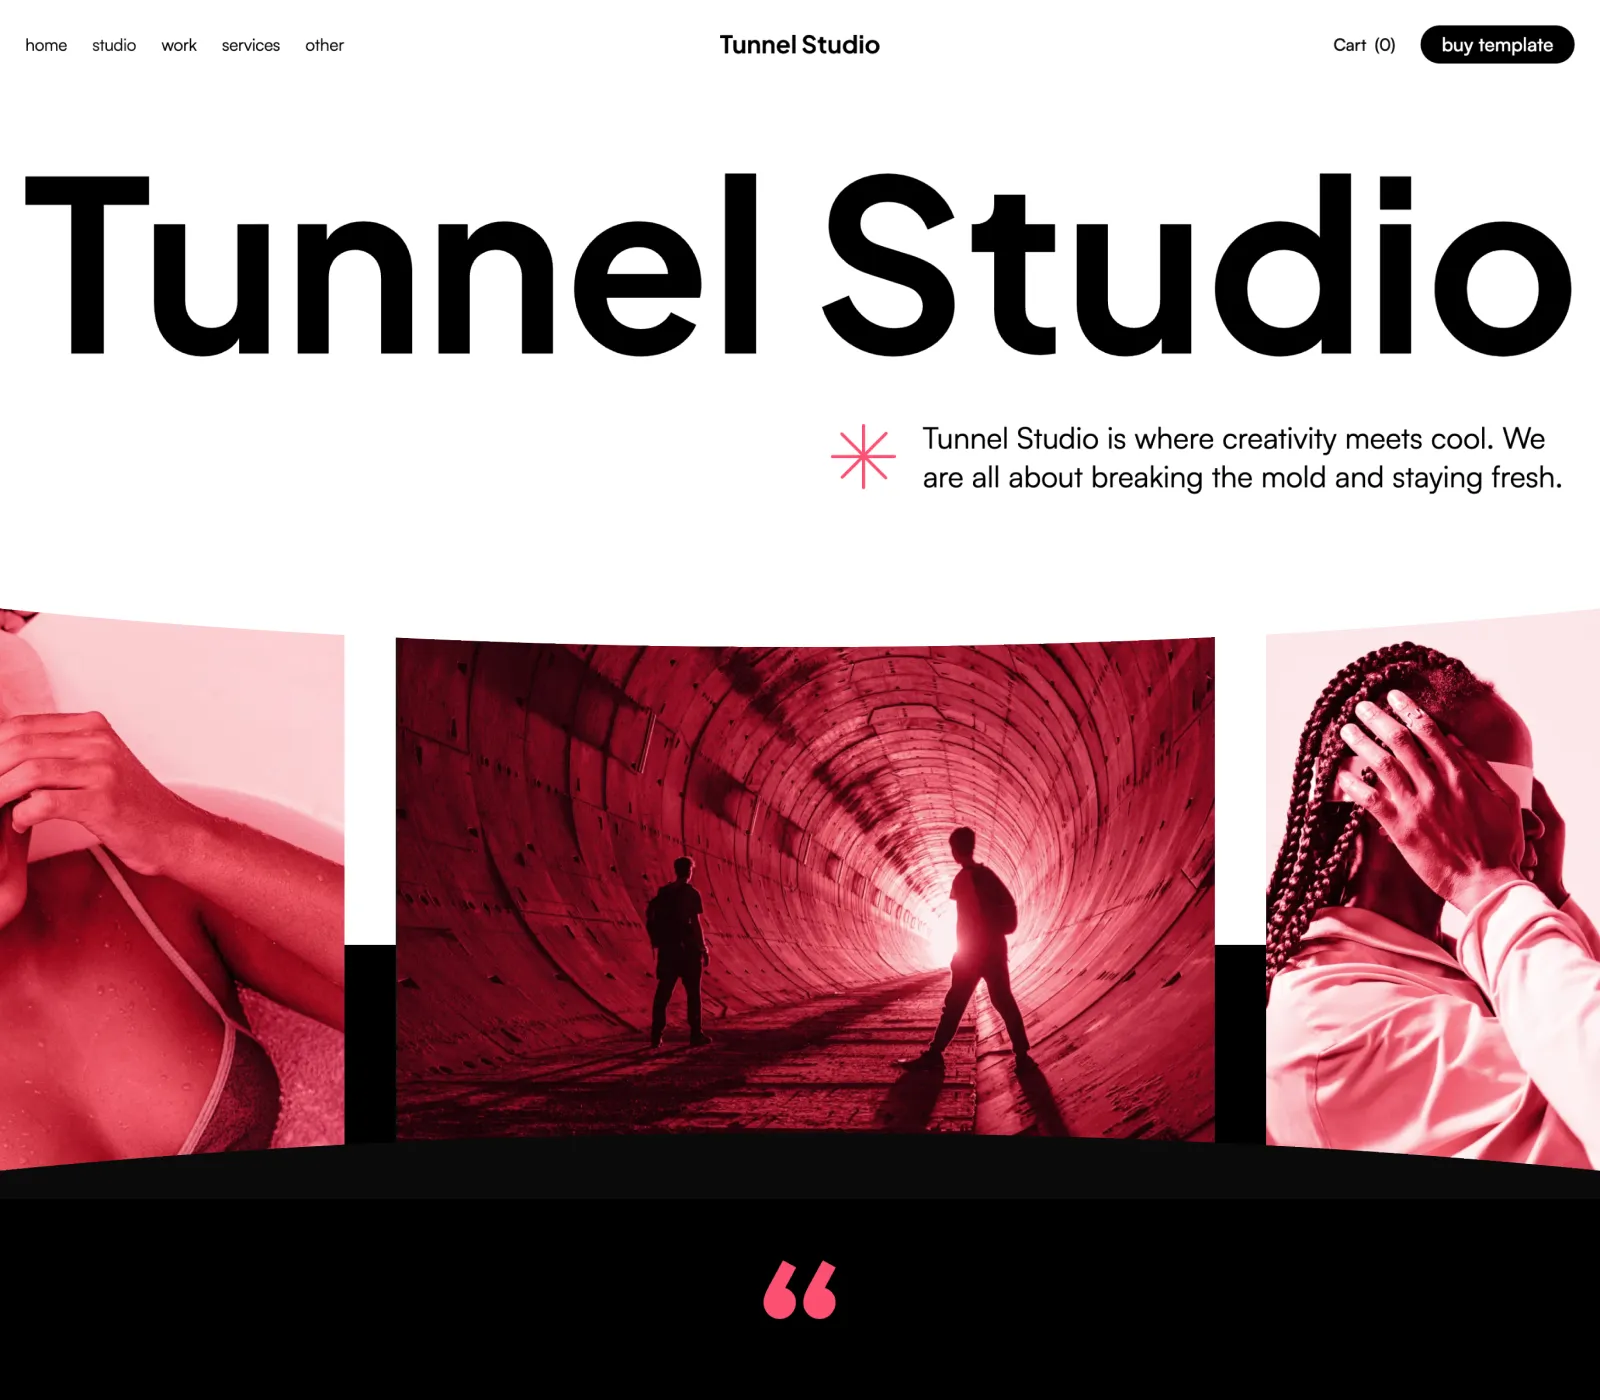 home studio work services other Tunnel Studio Cart (0) buy template
Tunnel Studio
Tunnel Studio is where creativity meets cool. We
are all about breaking the mold and staying fresh.
“